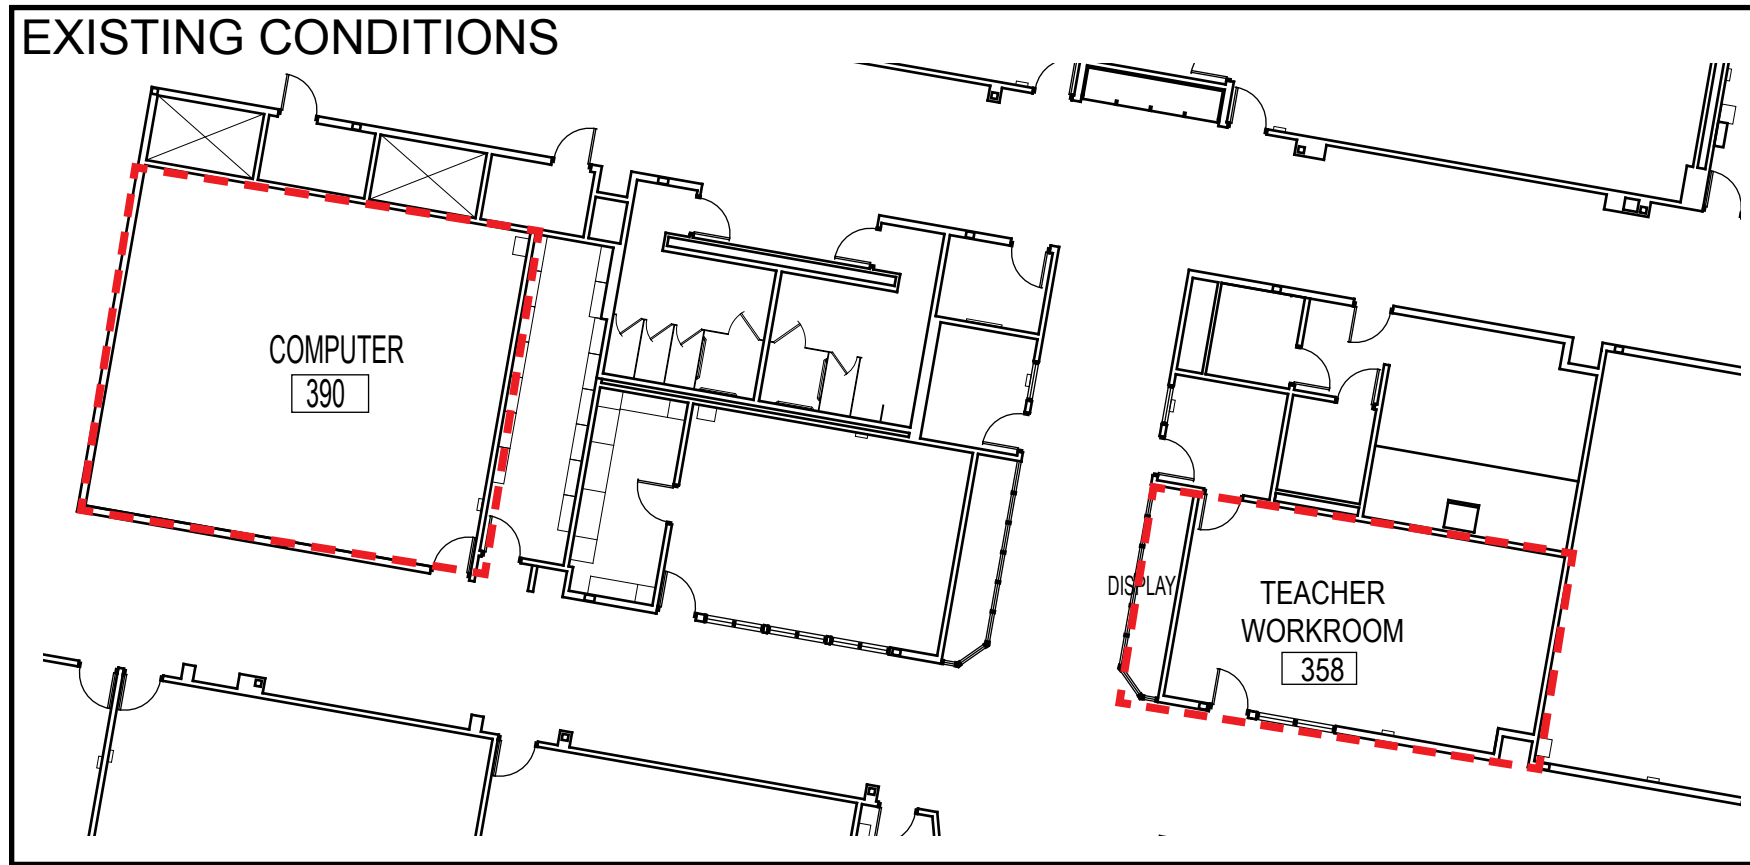 EXISTING CONDITIONS
COMPUTER
390
DISPLAY
TEACHER
WORKROOM
358